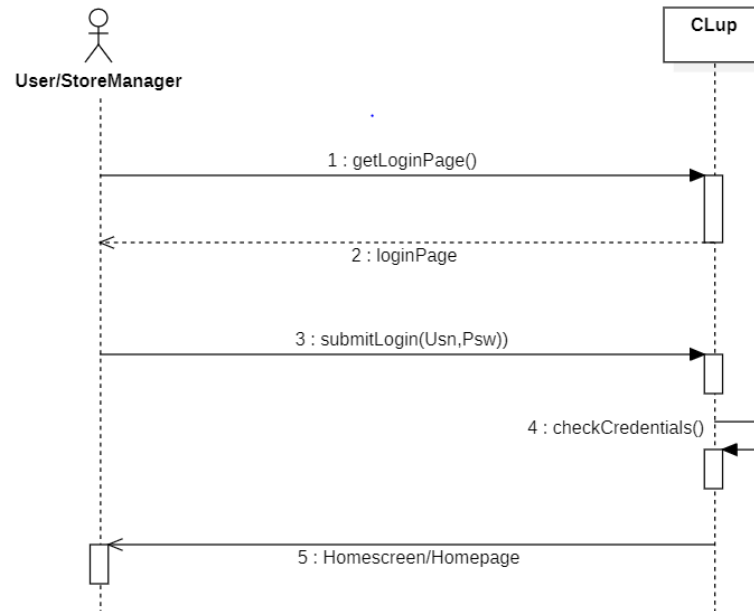 CLup
User/StoreManager
1 : getLoginPage()
2 : loginPage
3 : submitLogin(Usn,Psw))
4 : checkCredentials()
5 : Homescreen/Homepage